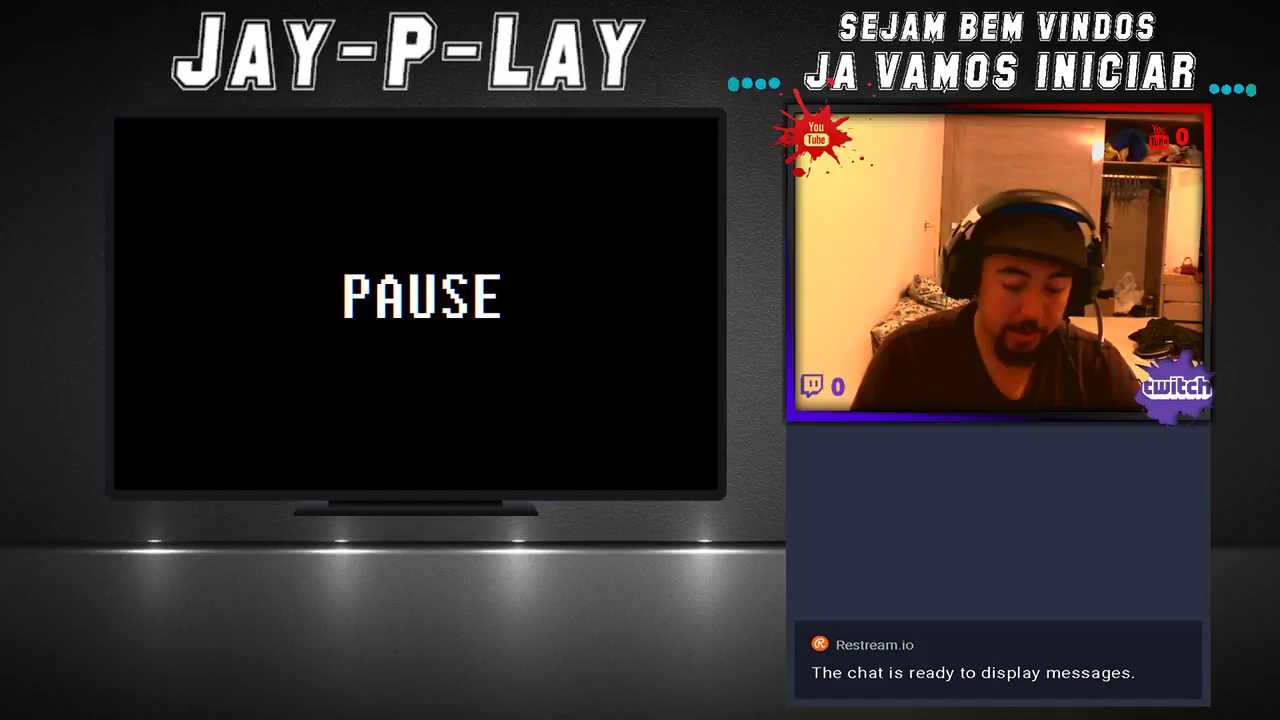 JAY-P-LAY
SEJAM BEM VINDOS
JA VAMOS INICIAR
You
Tube
You
Tube
0
PAUSE
0
twitch
Restream.io
The chat is ready to display messages.